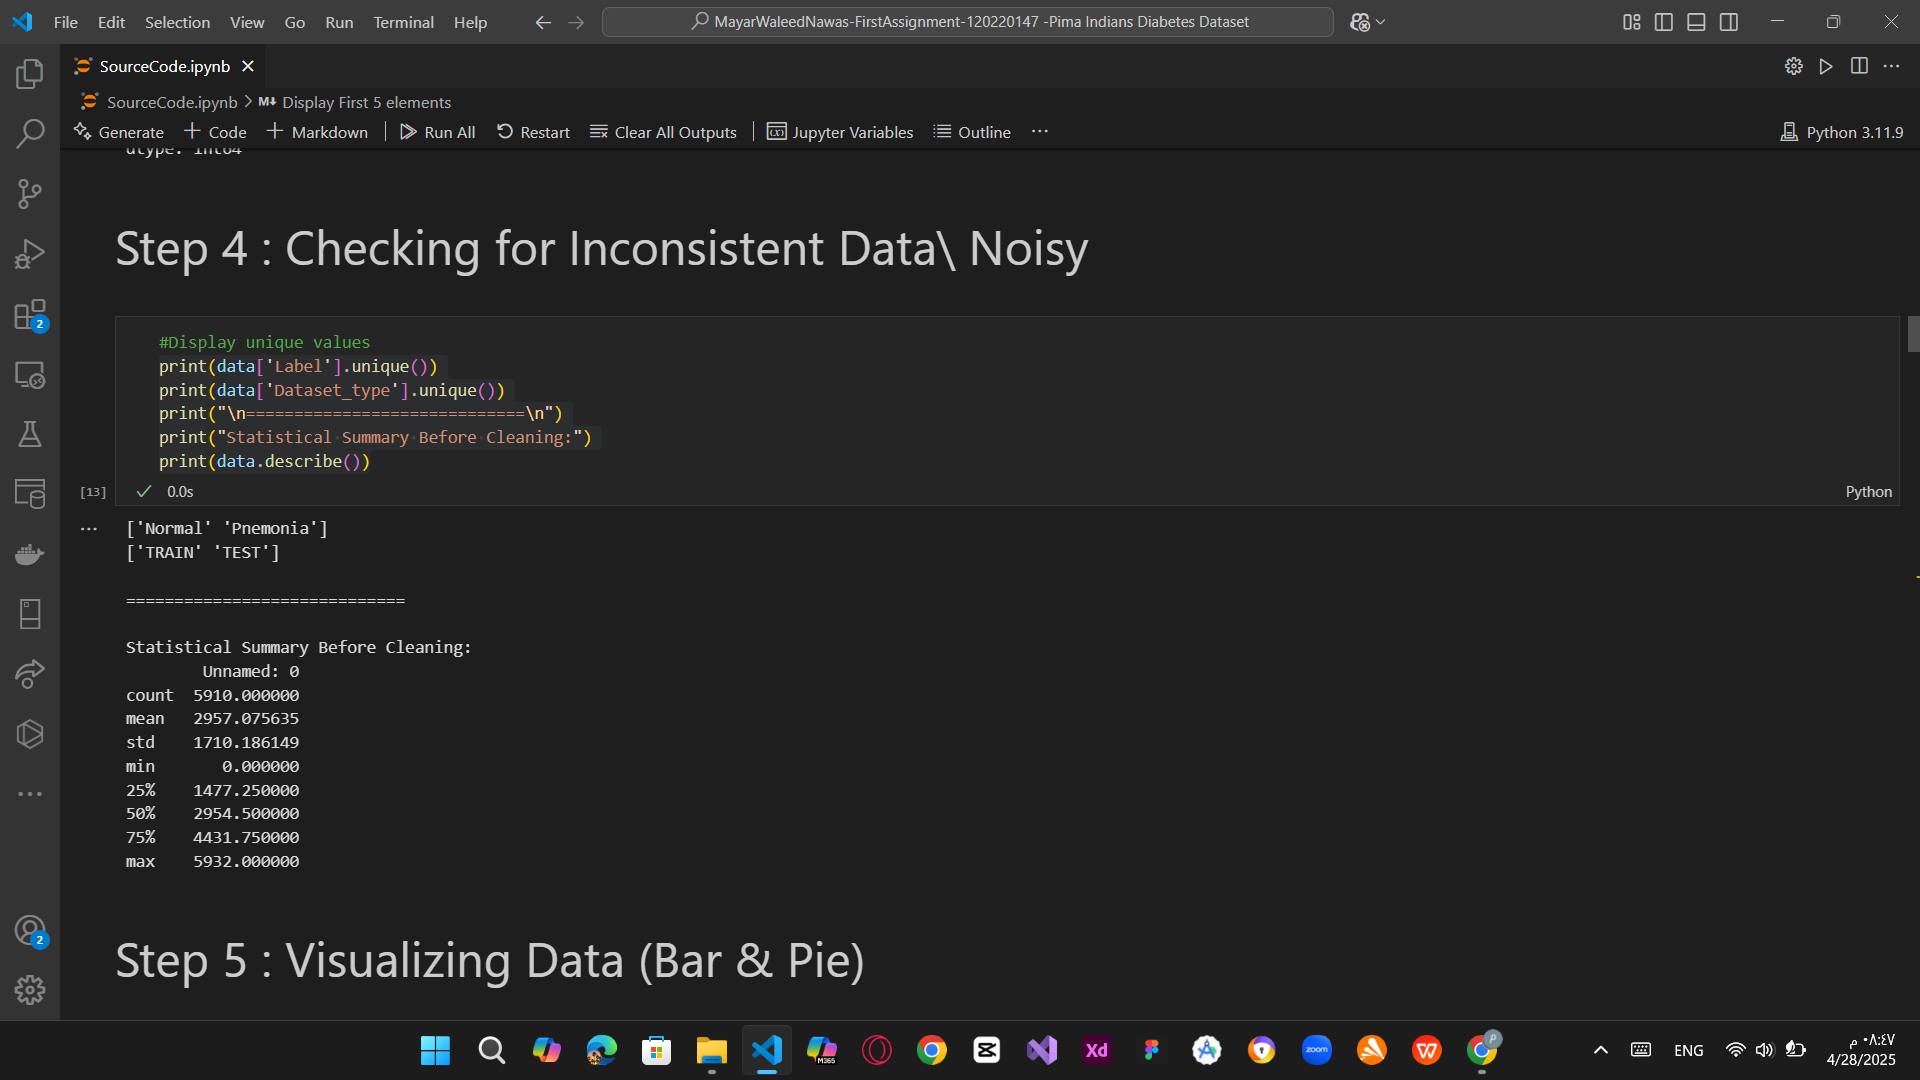 File Edit Selection View Go Run Terminal Help
MayarWaleedNawas-FirstAssignment-120220147 -Pima Indians Diabetes Dataset
SourceCode.ipynb
SourceCode.ipynb > M↓ Display First 5 elements
Generate + Code + Markdown Run All Restart Clear All Outputs Jupyter Variables Outline ··· Python 3.11.9
dtype: int64
Step 4 : Checking for Inconsistent Data\ Noisy
#Display unique values
print(data['Label'].unique())
print(data['Dataset_type'].unique())
print("\n=============================\n")
print("Statistical Summary Before Cleaning:")
print(data.describe())
[13] 0.0s Python
['Normal' 'Pnemonia']
['TRAIN' 'TEST']
=============================
Statistical Summary Before Cleaning:
Unnamed: 0
count 5910.000000
mean 2957.075635
std 1710.186149
min 0.000000
25% 1477.250000
50% 2954.500000
75% 4431.750000
max 5932.000000
Step 5 : Visualizing Data (Bar & Pie)
2
2
M365
Xd
zoom
W
P
ENG
٠٨:٤٧ م
4/28/2025